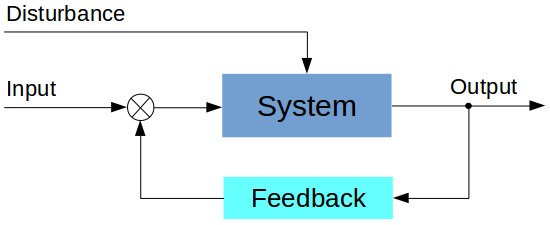 Disturbance
Input
System
Output
Feedback